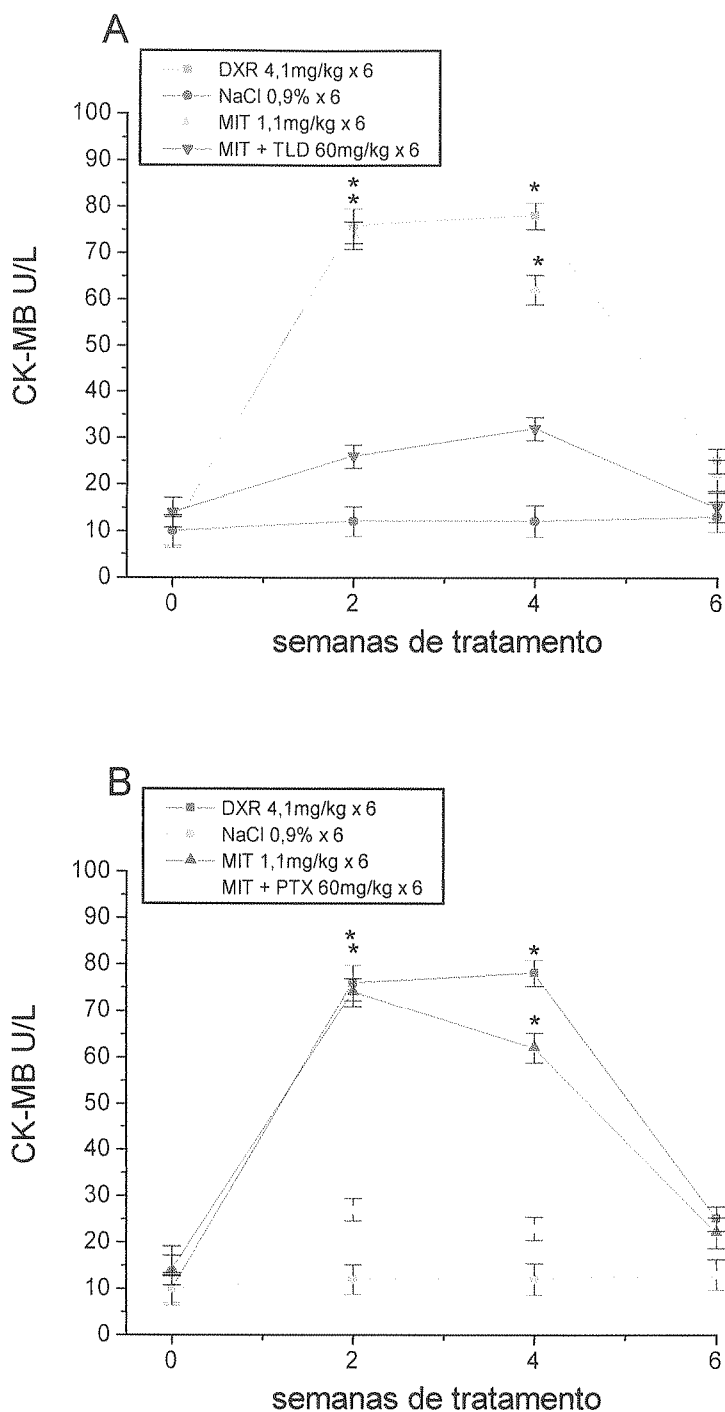 A
DXR 4,1mg/kg x 6
NaCl 0,9% x 6
MIT 1,1mg/kg x 6
MIT + TLD 60mg/kg x 6
100
90
80
70
60
50
40
30
20
10
0
CK-MB U/L
* * * *
0 2 4 6
semanas de tratamento
B
DXR 4,1mg/kg x 6
NaCl 0,9% x 6
MIT 1,1mg/kg x 6
MIT + PTX 60mg/kg x 6
100
90
80
70
60
50
40
30
20
10
0
CK-MB U/L
* * * *
0 2 4 6
semanas de tratamento